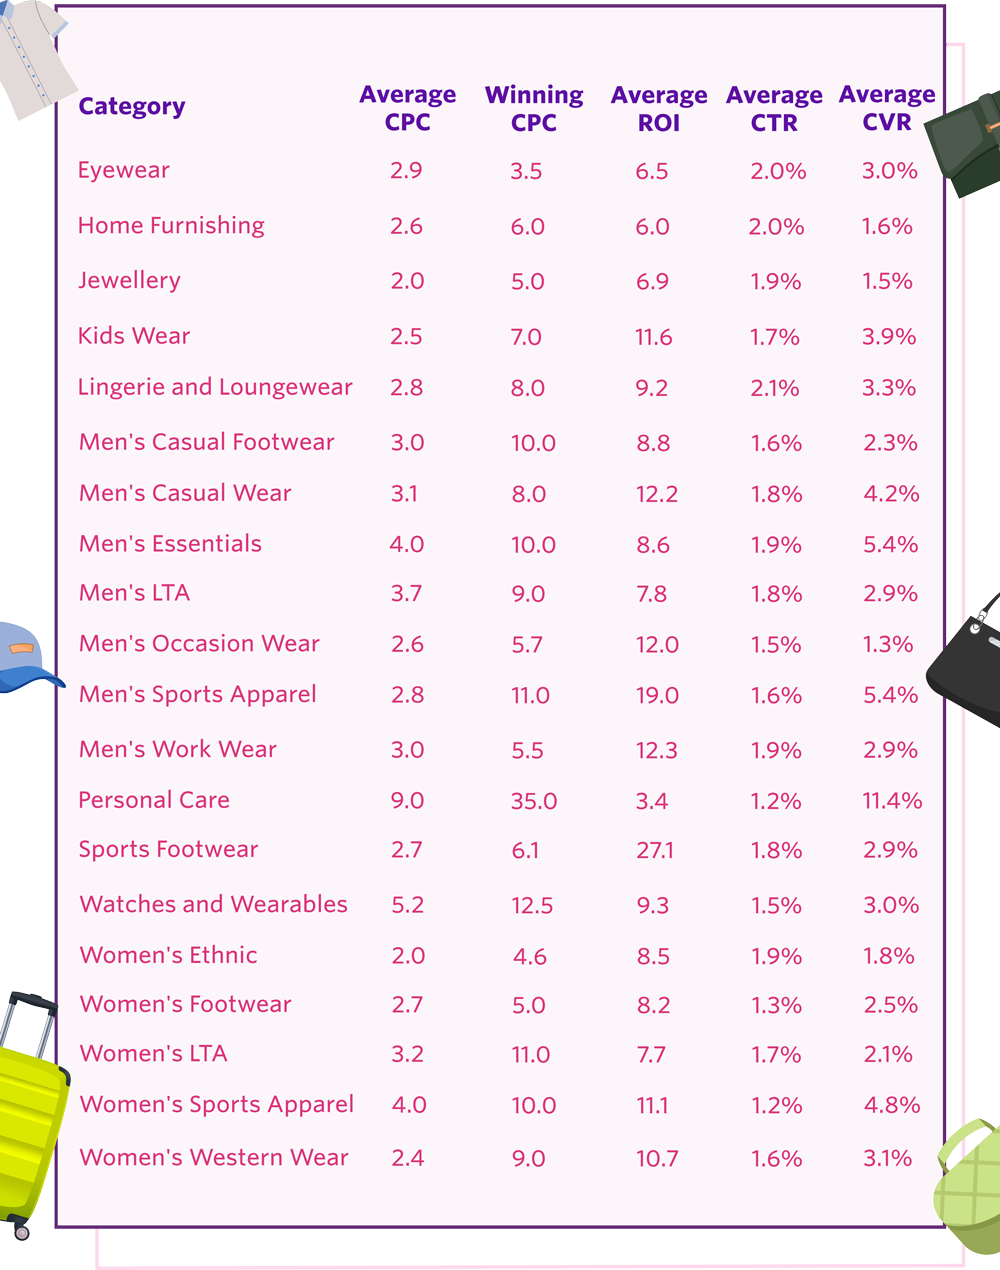 Category Average CPC Winning CPC Average ROI Average CTR Average CVR
Eyewear 2.9 3.5 6.5 2.0% 3.0%
Home Furnishing 2.6 6.0 6.0 2.0% 1.6%
Jewellery 2.0 5.0 6.9 1.9% 1.5%
Kids Wear 2.5 7.0 11.6 1.7% 3.9%
Lingerie and Loungewear 2.8 8.0 9.2 2.1% 3.3%
Men's Casual Footwear 3.0 10.0 8.8 1.6% 2.3%
Men's Casual Wear 3.1 8.0 12.2 1.8% 4.2%
Men's Essentials 4.0 10.0 8.6 1.9% 5.4%
Men's LTA 3.7 9.0 7.8 1.8% 2.9%
Men's Occasion Wear 2.6 5.7 12.0 1.5% 1.3%
Men's Sports Apparel 2.8 11.0 19.0 1.6% 5.4%
Men's Work Wear 3.0 5.5 12.3 1.9% 2.9%
Personal Care 9.0 35.0 3.4 1.2% 11.4%
Sports Footwear 2.7 6.1 27.1 1.8% 2.9%
Watches and Wearables 5.2 12.5 9.3 1.5% 3.0%
Women's Ethnic 2.0 4.6 8.5 1.9% 1.8%
Women's Footwear 2.7 5.0 8.2 1.3% 2.5%
Women's LTA 3.2 11.0 7.7 1.7% 2.1%
Women's Sports Apparel 4.0 10.0 11.1 1.2% 4.8%
Women's Western Wear 2.4 9.0 10.7 1.6% 3.1%